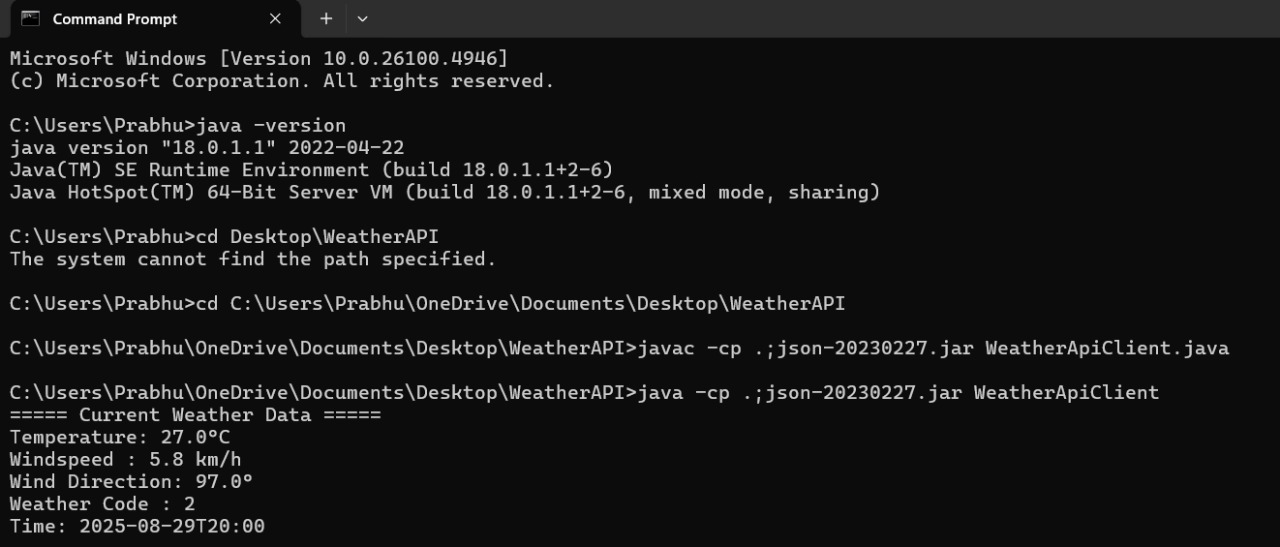 Command Prompt
Microsoft Windows [Version 10.0.26100.4946]
(c) Microsoft Corporation. All rights reserved.
C:\Users\Prabhu>java -version
java version "18.0.1.1" 2022-04-22
Java(TM) SE Runtime Environment (build 18.0.1.1+2-6)
Java HotSpot(TM) 64-Bit Server VM (build 18.0.1.1+2-6, mixed mode, sharing)
C:\Users\Prabhu>cd Desktop\WeatherAPI
The system cannot find the path specified.
C:\Users\Prabhu>cd C:\Users\Prabhu\OneDrive\Documents\Desktop\WeatherAPI
C:\Users\Prabhu\OneDrive\Documents\Desktop\WeatherAPI>javac -cp .;json-20230227.jar WeatherApiClient.java
C:\Users\Prabhu\OneDrive\Documents\Desktop\WeatherAPI>java -cp .;json-20230227.jar WeatherApiClient
===== Current Weather Data =====
Temperature: 27.0°C
Windspeed : 5.8 km/h
Wind Direction: 97.0°
Weather Code : 2
Time: 2025-08-29T20:00